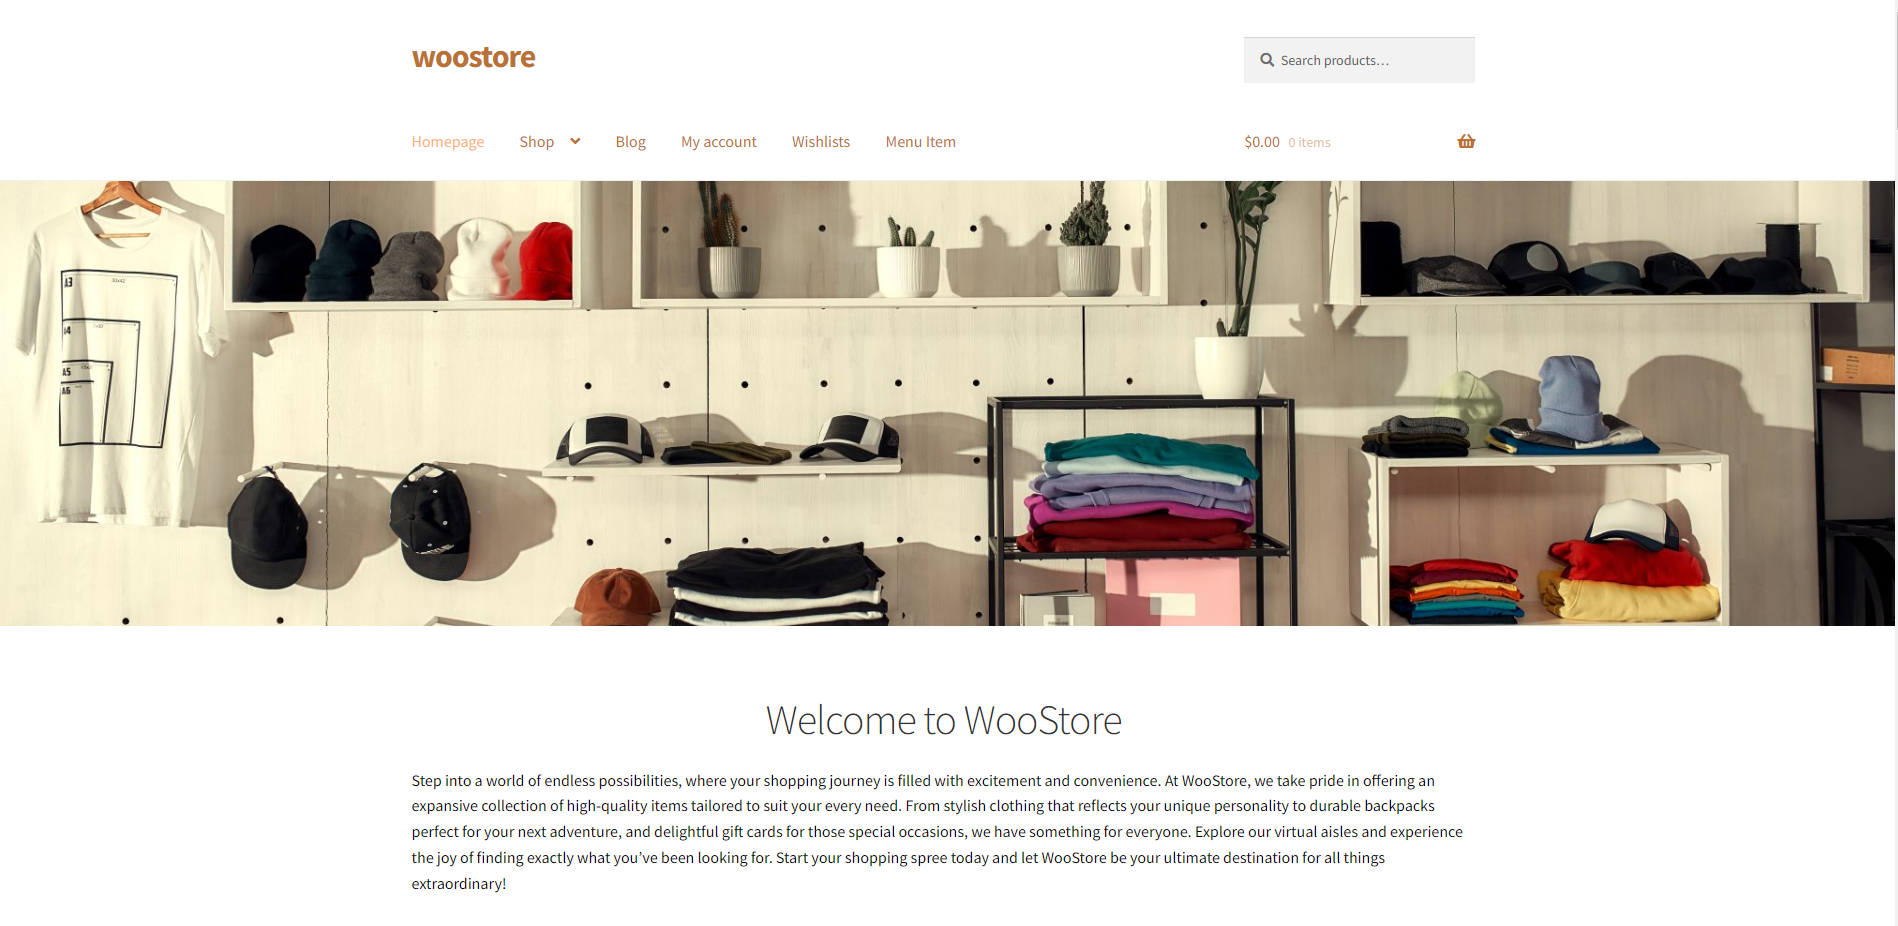 woostore
Search products…
Homepage
Shop
Blog
My account
Wishlists
Menu Item
$0.00 0 items
A3
30x42
A4
A5
A6
Welcome to WooStore
Step into a world of endless possibilities, where your shopping journey is filled with excitement and convenience. At WooStore, we take pride in offering an
expansive collection of high-quality items tailored to suit your every need. From stylish clothing that reflects your unique personality to durable backpacks
perfect for your next adventure, and delightful gift cards for those special occasions, we have something for everyone. Explore our virtual aisles and experience
the joy of finding exactly what you’ve been looking for. Start your shopping spree today and let WooStore be your ultimate destination for all things
extraordinary!